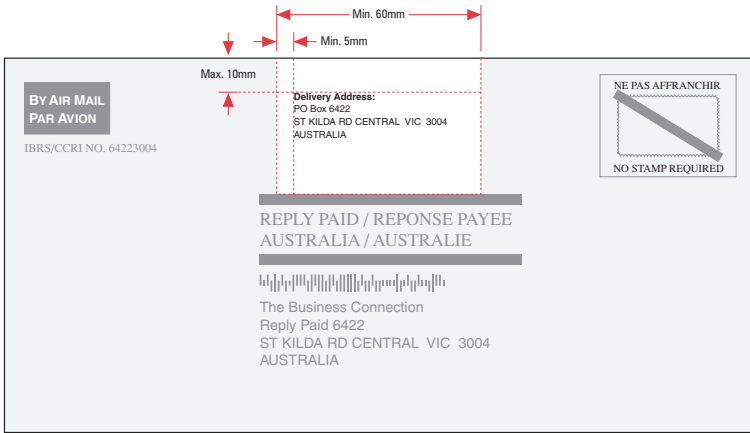 Min. 60mm
Min. 5mm
Max. 10mm
Delivery Address:
PO Box 6422
ST KILDA RD CENTRAL VIC 3004
AUSTRALIA
BY AIR MAIL
PAR AVION
IBRS/CCRI NO. 64223004
NE PAS AFFRANCHIR
NO STAMP REQUIRED
REPLY PAID / REPONSE PAYEE
AUSTRALIA / AUSTRALIE
The Business Connection
Reply Paid 6422
ST KILDA RD CENTRAL VIC 3004
AUSTRALIA